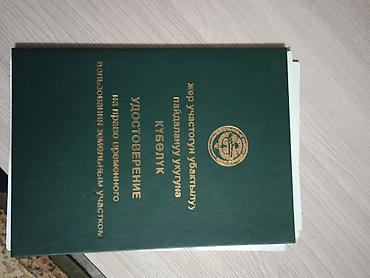 жер участогун убактылуу
пайдалануу укугуна
КҮБӨЛҮК
УДОСТОВЕРЕНИЕ
на право временного
пользования земельным участком